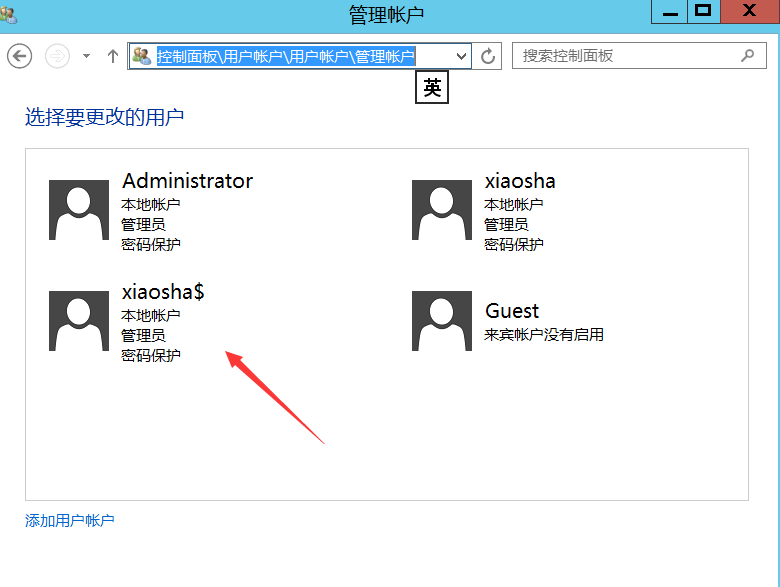 管理帐户
控制面板\用户帐户\用户帐户\管理帐户
搜索控制面板
英
选择要更改的用户
Administrator
本地帐户
管理员
密码保护
xiaosha
本地帐户
管理员
密码保护
xiaosha$
本地帐户
管理员
密码保护
Guest
来宾帐户没有启用
添加用户帐户